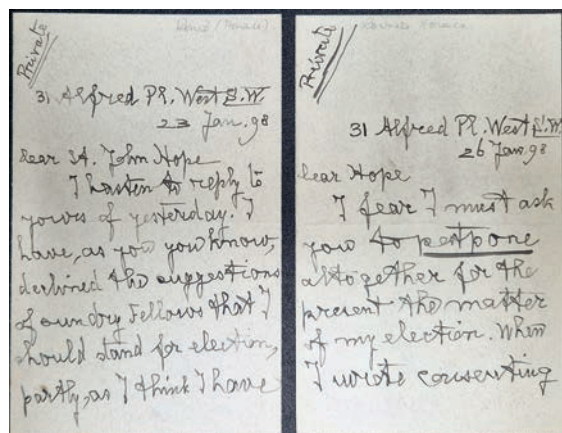 Private
31 Alfred Pl. West S.W.
23 Jan. 98
Dear St. John Hope
I hasten to reply to
yours of yesterday. I
have, as you you know,
declined the suggestions
of sundry Fellows that I
should stand for election,
partly, as I think I have
Private
31 Alfred Pl. West S.W.
26 Jan. 98
Dear Hope
I fear I must ask
you to postpone
altogether for the
present the matter
of my election. When
I wrote consenting